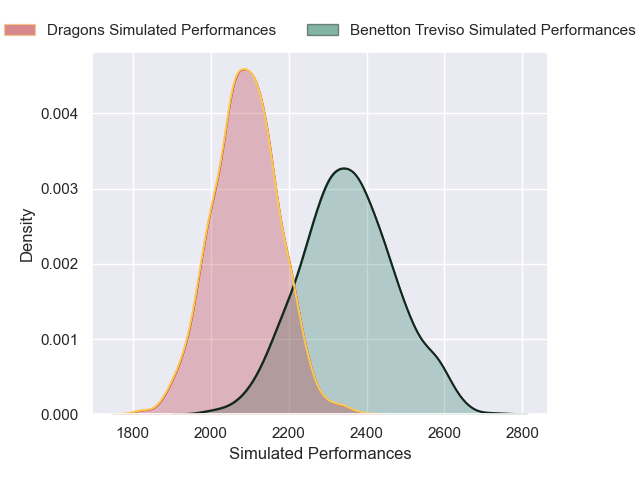 Dragons Simulated Performances
Benetton Treviso Simulated Performances
0.004
0.003
0.002
0.001
0.000
Density
1800 2000 2200 2400 2600 2800
Simulated Performances